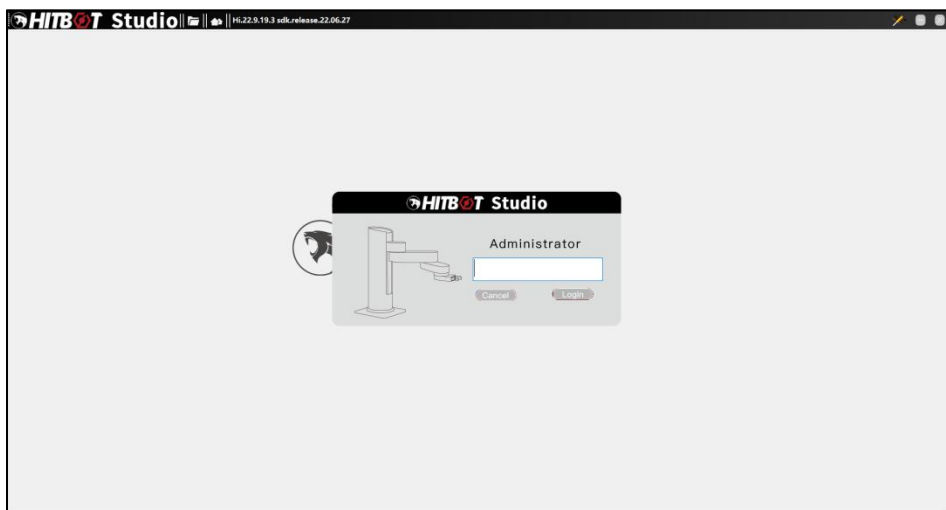 HITBOT Studio Hi.22.9.19.3 sdk.release.22.06.27
HITBOT Studio
Administrator
Cancel Login